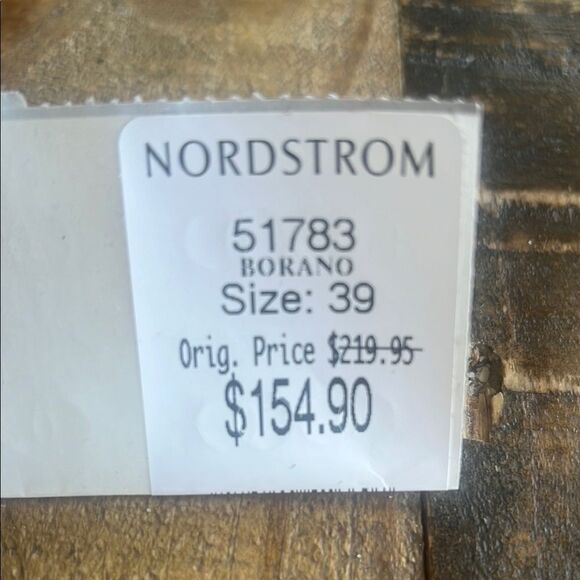 NORDSTROM
51783
BORANO
Size: 39
Orig. Price $219.95
$154.90